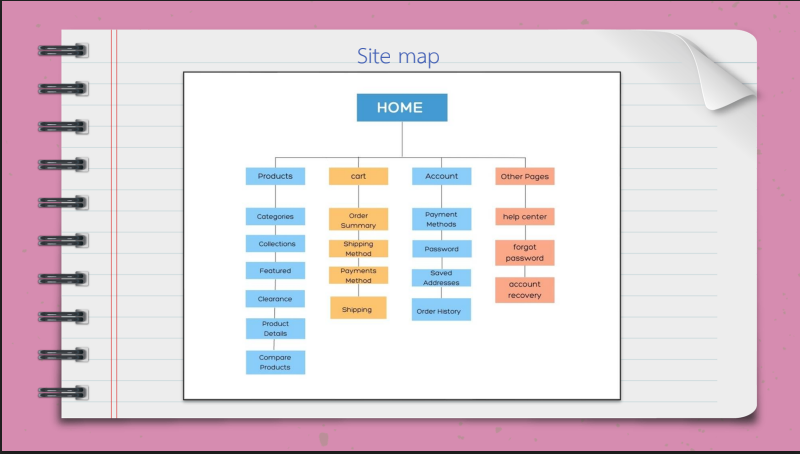 Site map
HOME
Products
cart
Account
Other Pages
Categories
Collections
Featured
Clearance
Product
Details
Compare
Products
Order
Summary
Shipping
Method
Payments
Method
Shipping
Payment
Methods
Password
Saved
Addresses
Order History
help center
forgot
password
account
recovery